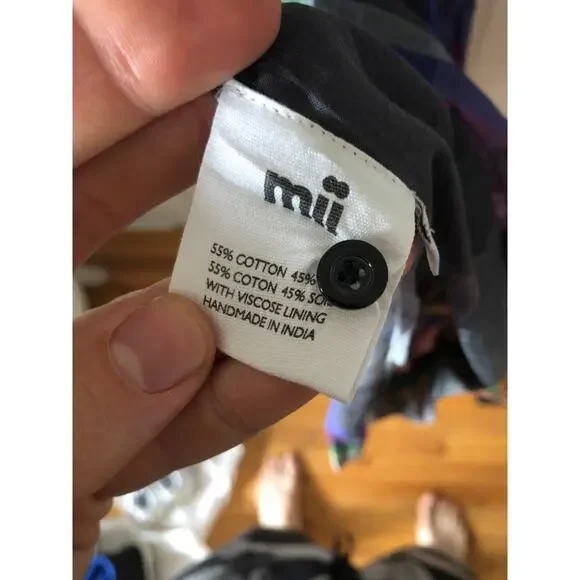 mii
55% COTTON 45%
55% COTON 45% SOI
WITH VISCOSE LINING
HANDMADE IN INDIA